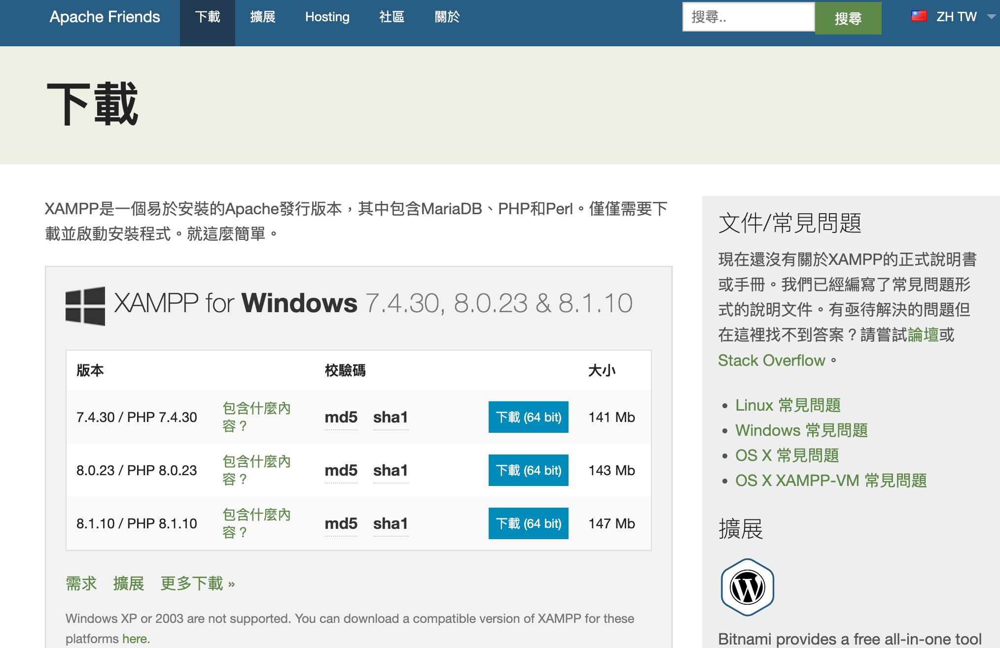 Apache Friends 下載 擴展 Hosting 社區 關於 搜尋.. 搜尋 ZH TW
下載
XAMPP是一個易於安裝的Apache發行版本，其中包含MariaDB、PHP和Perl。僅僅需要下
載並啟動安裝程式。就這麼簡單。
XAMPP for Windows 7.4.30, 8.0.23 & 8.1.10
版本 校驗碼 大小
7.4.30 / PHP 7.4.30 包含什麼內
容？ md5 sha1 下載 (64 bit) 141 Mb
8.0.23 / PHP 8.0.23 包含什麼內
容？ md5 sha1 下載 (64 bit) 143 Mb
8.1.10 / PHP 8.1.10 包含什麼內
容？ md5 sha1 下載 (64 bit) 147 Mb
需求 擴展 更多下載 »
Windows XP or 2003 are not supported. You can download a compatible version of XAMPP for these
platforms here.
文件/常見問題
現在還沒有關於XAMPP的正式說明書
或手冊。我們已經編寫了常見問題形
式的說明文件。有亟待解決的問題但
在這裡找不到答案？請嘗試論壇或
Stack Overflow。
• Linux 常見問題
• Windows 常見問題
• OS X 常見問題
• OS X XAMPP-VM 常見問題
擴展
Bitnami provides a free all-in-one tool